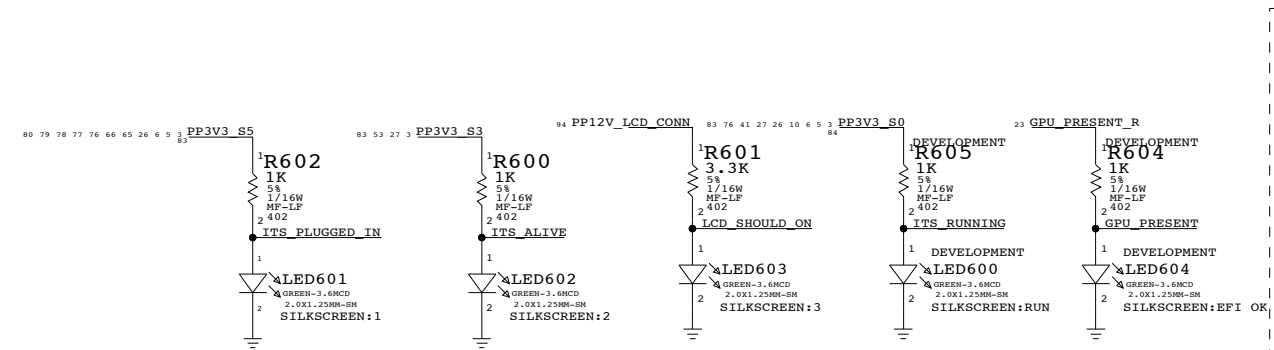 80 79 78 77 76 66 65 26 6 5 3 PP3V3_S5
83
1
R602
1K
5%
1/16W
MF-LF
402
2
ITS_PLUGGED_IN
1
LED601
GREEN-3.6MCD
2.0X1.25MM-SM
2
SILKSCREEN:1
83 53 27 3 PP3V3_S3
1
R600
1K
5%
1/16W
MF-LF
402
2
ITS_ALIVE
1
LED602
GREEN-3.6MCD
2.0X1.25MM-SM
2
SILKSCREEN:2
94 PP12V_LCD_CONN
1
R601
3.3K
5%
1/16W
MF-LF
402
2
LCD_SHOULD_ON
1
LED603
GREEN-3.6MCD
2.0X1.25MM-SM
2
SILKSCREEN:3
83 76 41 27 26 10 6 5 3 PP3V3_S0
84
DEVELOPMENT
1
R605
1K
5%
1/16W
MF-LF
402
2
ITS_RUNNING
1
DEVELOPMENT
LED600
GREEN-3.6MCD
2.0X1.25MM-SM
2
SILKSCREEN:RUN
23 GPU_PRESENT_R
DEVELOPMENT
1
R604
1K
5%
1/16W
MF-LF
402
2
GPU_PRESENT
1
DEVELOPMENT
LED604
GREEN-3.6MCD
2.0X1.25MM-SM
2
SILKSCREEN:EFI OK